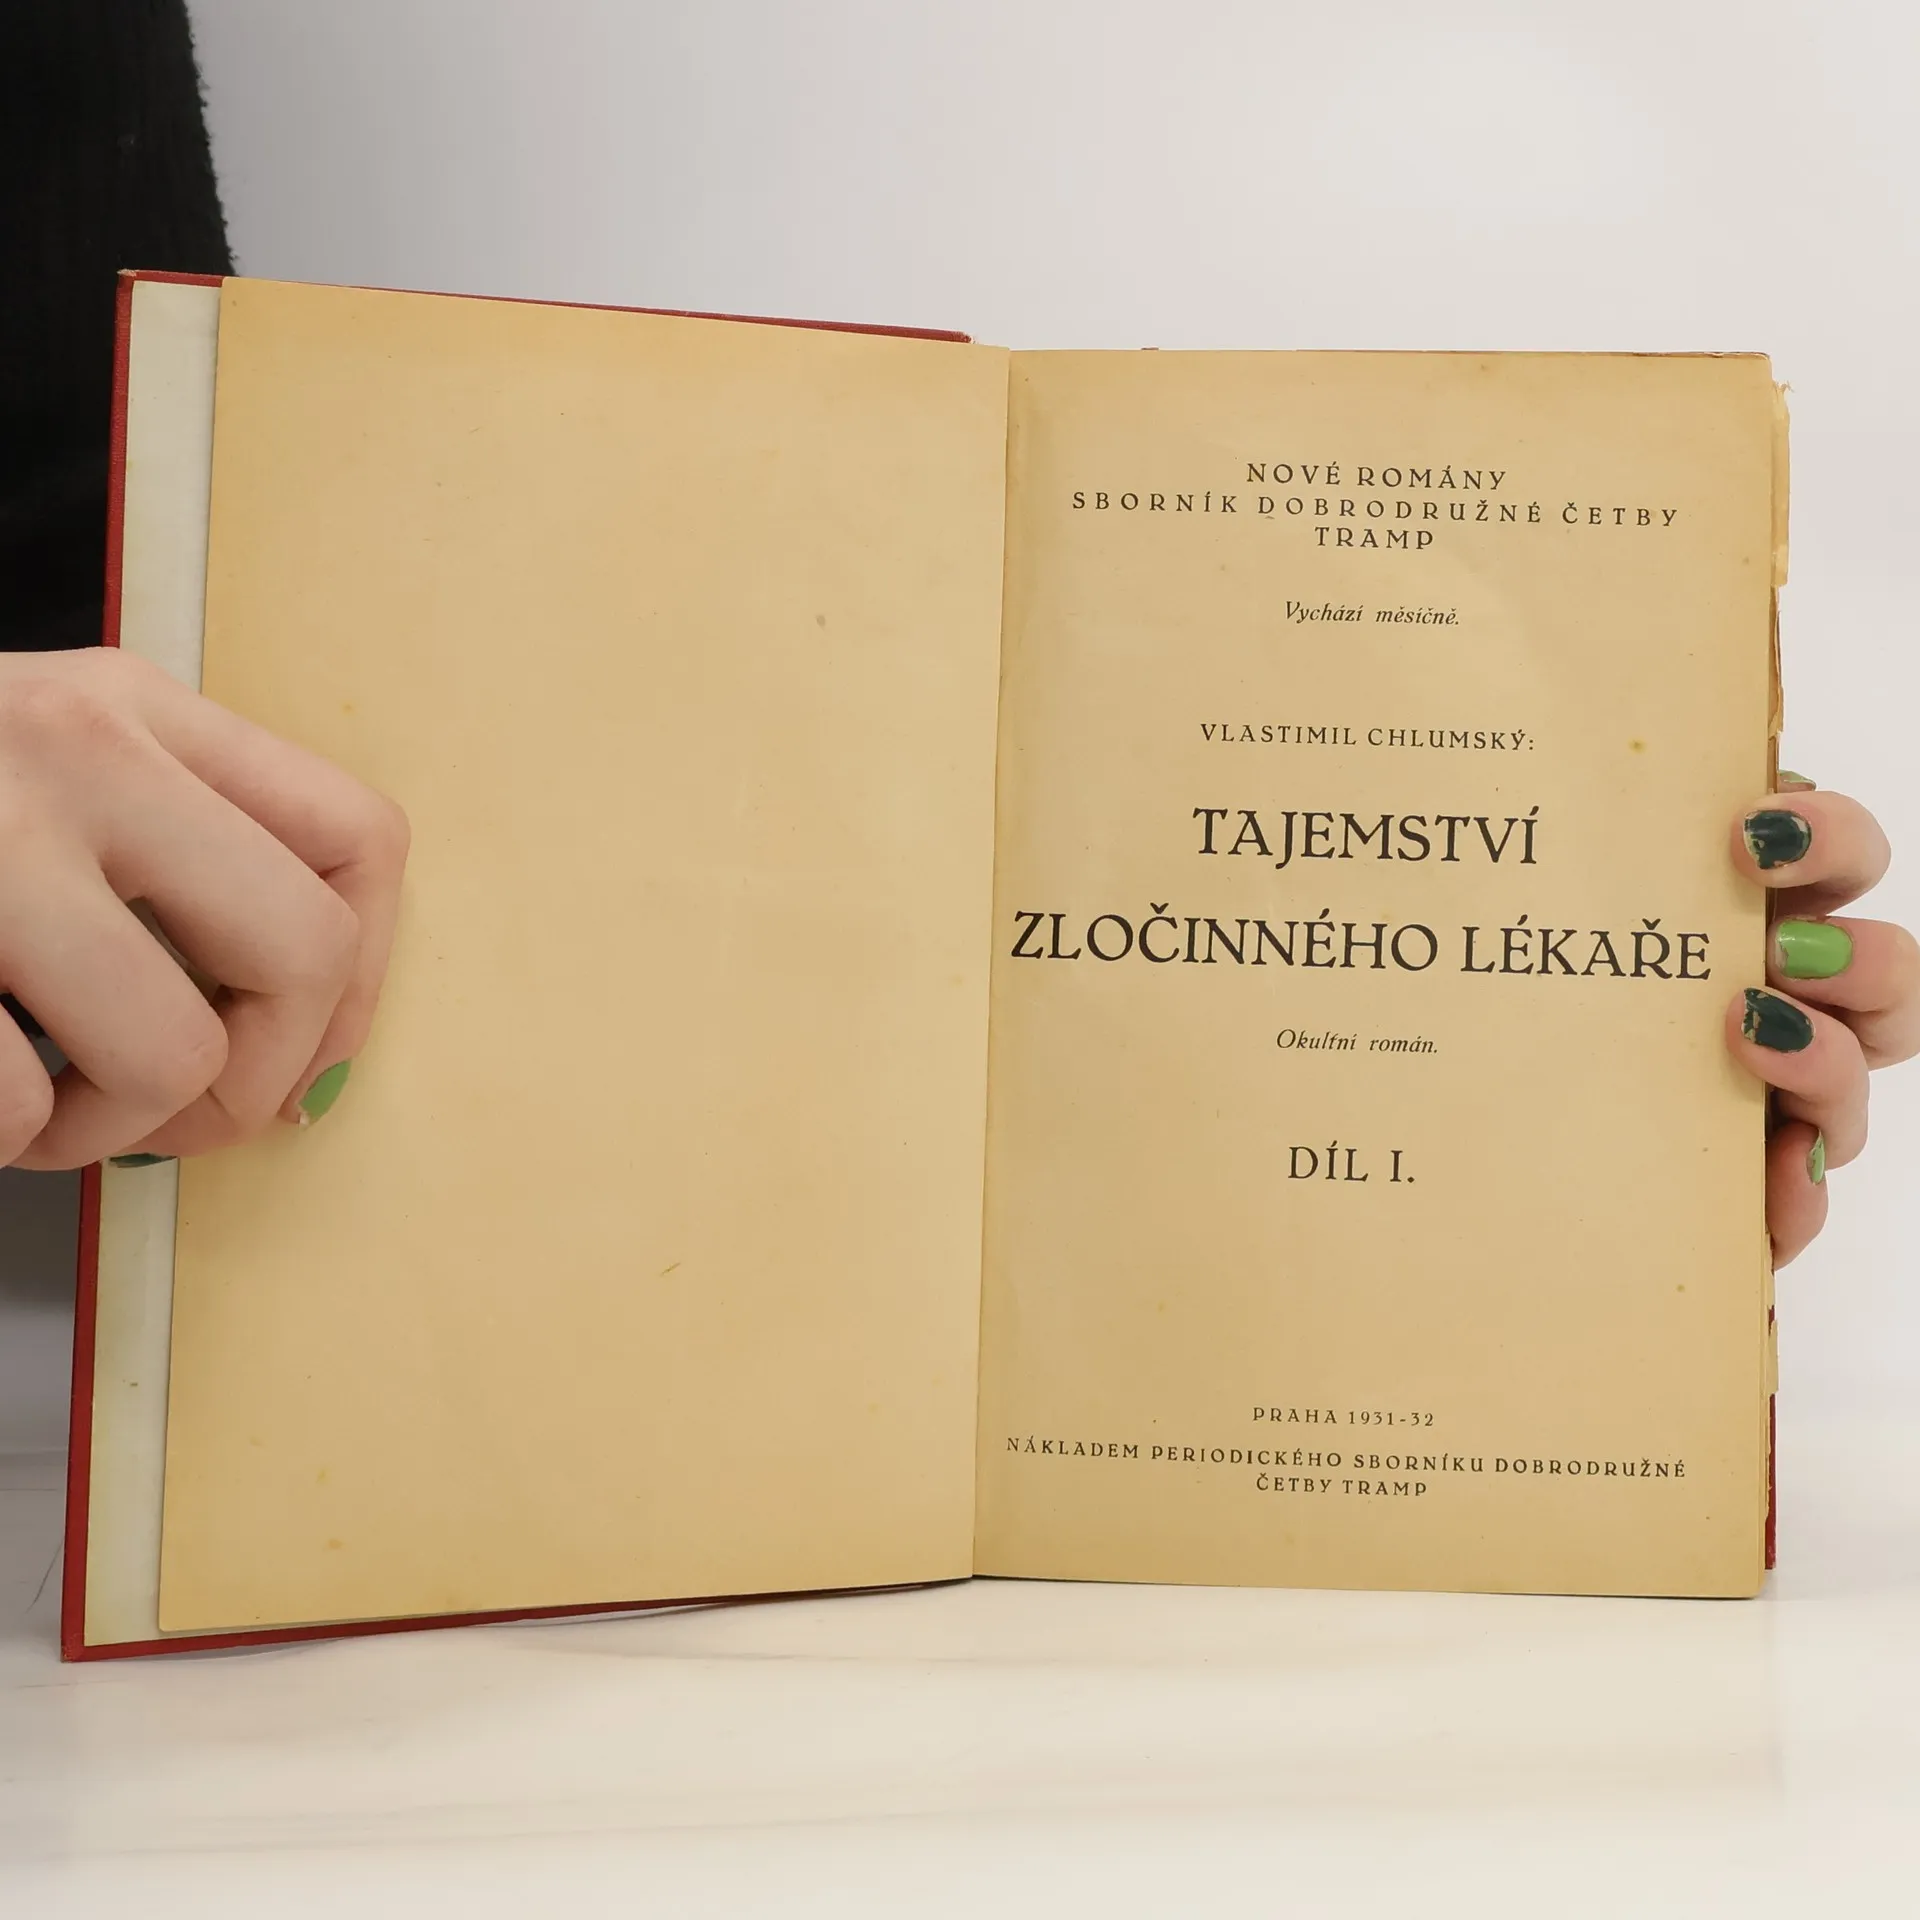 NOVÉ ROMÁNY
SBORNÍK DOBRODRUŽNÉ ČETBY
TRAMP
Vychází měsíčně.
VLASTIMIL CHLUMSKÝ:
TAJEMSTVÍ
ZLOČINNÉHO LÉKAŘE
Okultní román.
DÍL I.
PRAHA 1931-32
NÁKLADEM PERIODICKÉHO SBORNÍKU DOBRODRUŽNÉ
ČETBY TRAMP